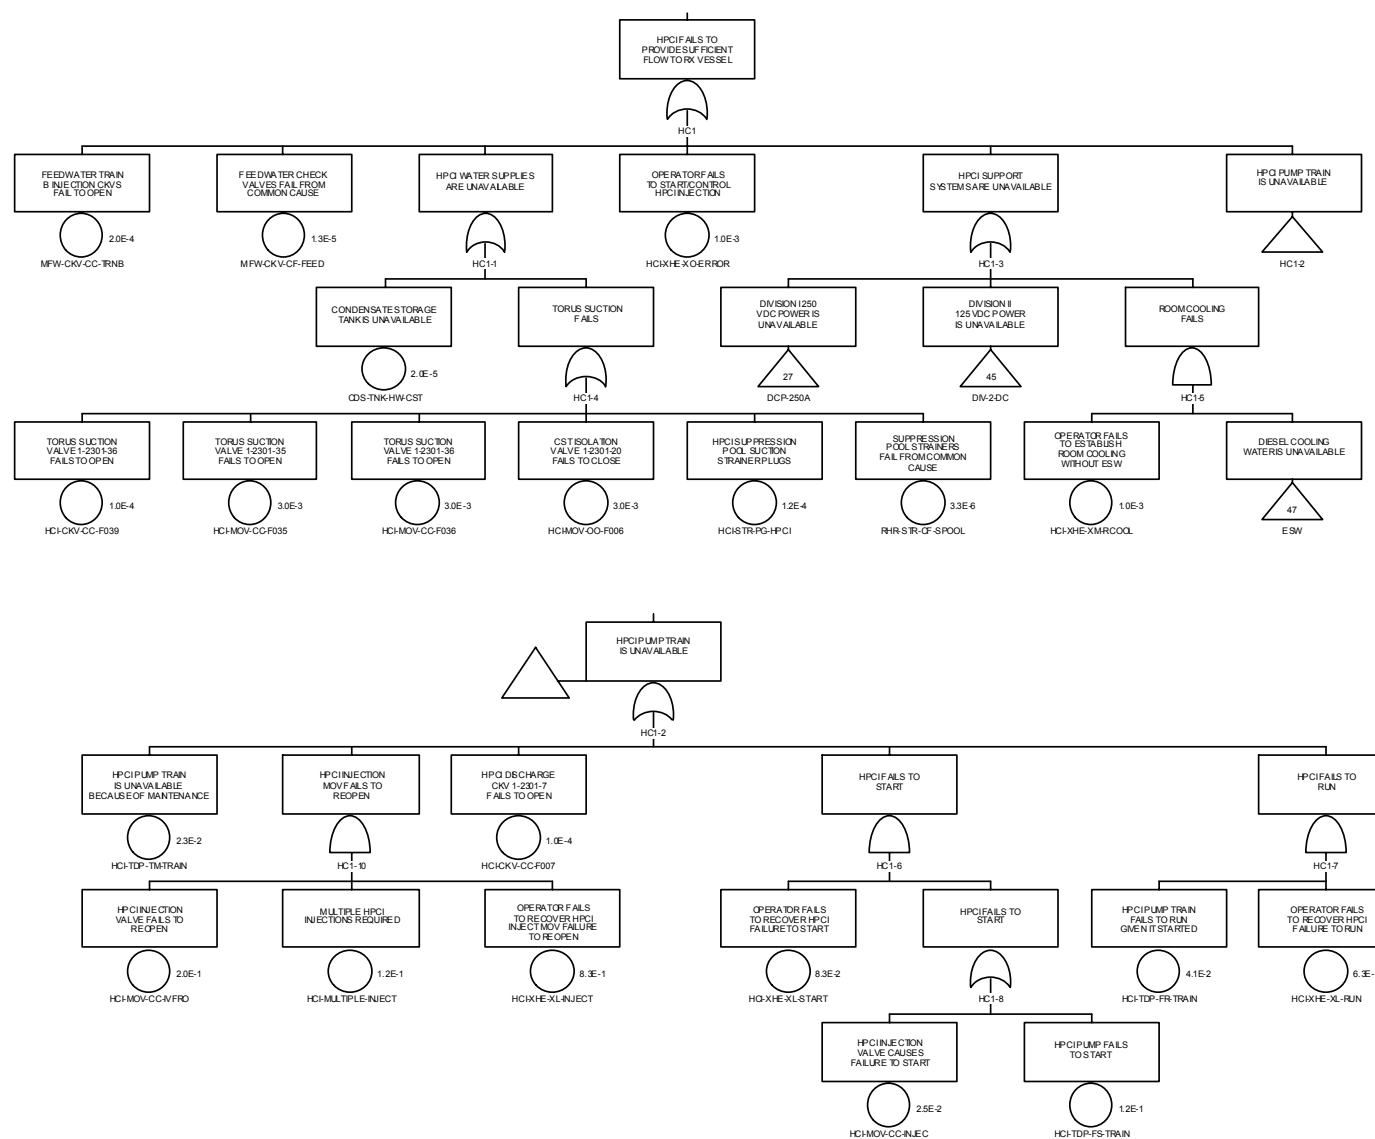 HPCI FAILS TO
PROVIDE SUFFICIENT
FLOW TO RX VESSEL
HC1
FEEDWATER TRAIN
B INJECTION CKVS
FAIL TO OPEN
2.0E-4
MFW-CKV-CC-TRNB
FEEDWATER CHECK
VALVES FAIL FROM
COMMON CAUSE
1.3E-5
MFW-CKV-CF-FEED
HPCI WATER SUPPLIES
ARE UNAVAILABLE
HC1-1
OPERATOR FAILS
TO START/CONTROL
HPCI INJECTION
1.0E-3
HCI-XHE-XO-ERROR
HPCI SUPPORT
SYSTEMS ARE UNAVAILABLE
HC1-3
HPCI PUMP TRAIN
IS UNAVAILABLE
HC1-2
CONDENSATE STORAGE
TANK IS UNAVAILABLE
2.0E-5
CDS-TNK-HW-CST
TORUS SUCTION
FAILS
HC1-4
DIVISION I 250
VDC POWER IS
UNAVAILABLE
27
DCP-250A
DIVISION II
125 VDC POWER
IS UNAVAILABLE
45
DIV-2-DC
ROOM COOLING
FAILS
HC1-5
TORUS SUCTION
VALVE 1-2301-36
FAILS TO OPEN
1.0E-4
HCI-CKV-CC-F039
TORUS SUCTION
VALVE 1-2301-35
FAILS TO OPEN
3.0E-3
HCI-MOV-CC-F035
TORUS SUCTION
VALVE 1-2301-36
FAILS TO OPEN
3.0E-3
HCI-MOV-CC-F036
CST ISOLATION
VALVE 1-2301-20
FAILS TO CLOSE
3.0E-3
HCI-MOV-OO-F006
HPCI SUPPRESSION
POOL SUCTION
STRAINER PLUGS
1.2E-4
HCI-STR-PG-HPCI
SUPPRESSION
POOL STRAINERS
FAIL FROM COMMON
CAUSE
3.3E-6
RHR-STR-CF-SPOOL
OPERATOR FAILS
TO ESTABLISH
ROOM COOLING
WITHOUT ESW
1.0E-3
HCI-XHE-XM-RCOOL
DIESEL COOLING
WATER IS UNAVAILABLE
47
ESW
HPCI PUMP TRAIN
IS UNAVAILABLE
HC1-2
HPCI PUMP TRAIN
IS UNAVAILABLE
BECAUSE OF MAINTENANCE
2.3E-2
HCI-TDP-TM-TRAIN
HPCI INJECTION
MOV FAILS TO
REOPEN
HC1-10
HPCI DISCHARGE
CKV 1-2301-7
FAILS TO OPEN
1.0E-4
HCI-CKV-CC-F007
HPCI FAILS TO
START
HC1-6
HPCI FAILS TO
RUN
HC1-7
HPCI INJECTION
VALVE FAILS TO
REOPEN
2.0E-1
HCI-MOV-CC-IVFRO
MULTIPLE HPCI
INJECTIONS REQUIRED
1.2E-1
HCI-MULTIPLE-INJECT
OPERATOR FAILS
TO RECOVER HPCI
INJECT MOV FAILURE
TO REOPEN
8.3E-1
HCI-XHE-XL-INJECT
OPERATOR FAILS
TO RECOVER HPCI
FAILURE TO START
8.3E-2
HCI-XHE-XL-START
HPCI FAILS TO
START
HC1-8
HPCI PUMP TRAIN
FAILS TO RUN
GIVEN IT STARTED
4.1E-2
HCI-TDP-FR-TRAIN
OPERATOR FAILS
TO RECOVER HPCI
FAILURE TO RUN
6.3E-
HCI-XHE-XL-RUN
HPCI INJECTION
VALVE CAUSES
FAILURE TO START
2.5E-2
HCI-MOV-CC-INJEC
HPCI PUMP FAILS
TO START
1.2E-1
HCI-TDP-FS-TRAIN